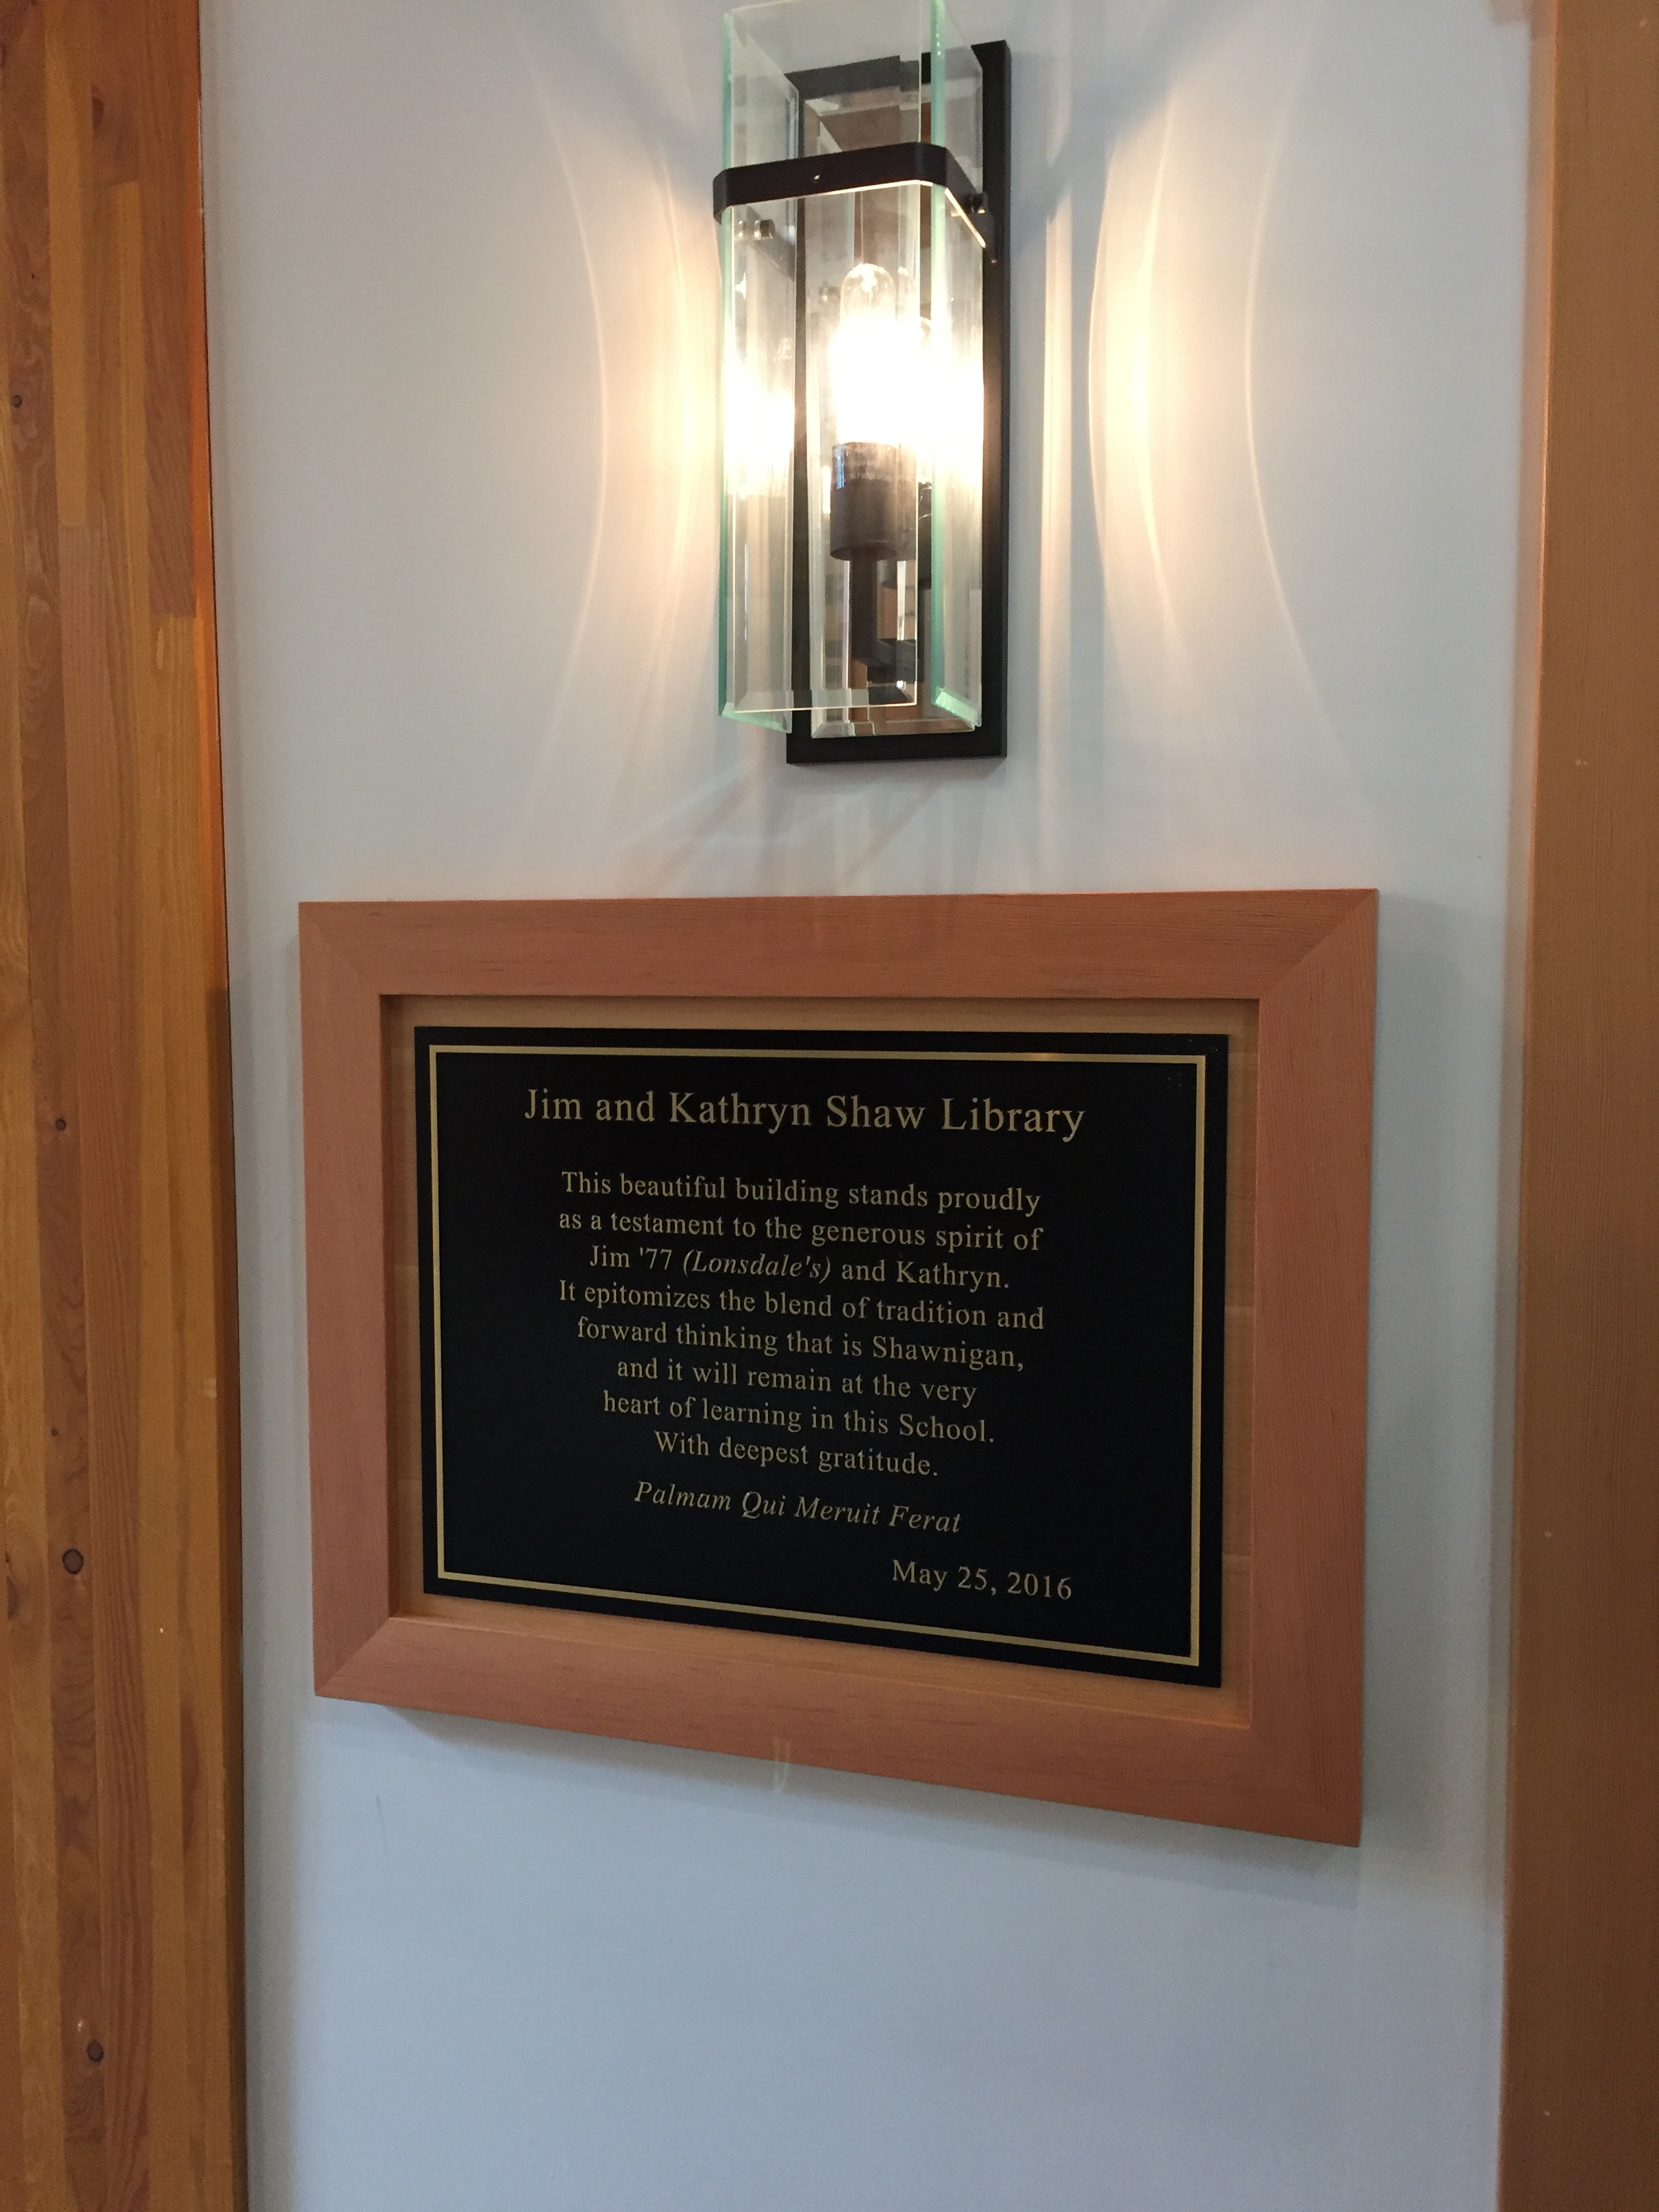 Jim and Kathryn Shaw Library
This beautiful building stands proudly
as a testament to the generous spirit of
Jim '77 (Lonsdale's) and Kathryn.
It epitomizes the blend of tradition and
forward thinking that is Shawnigan,
and it will remain at the very
heart of learning in this School.
With deepest gratitude.
Palmam Qui Meruit Ferat
May 25, 2016